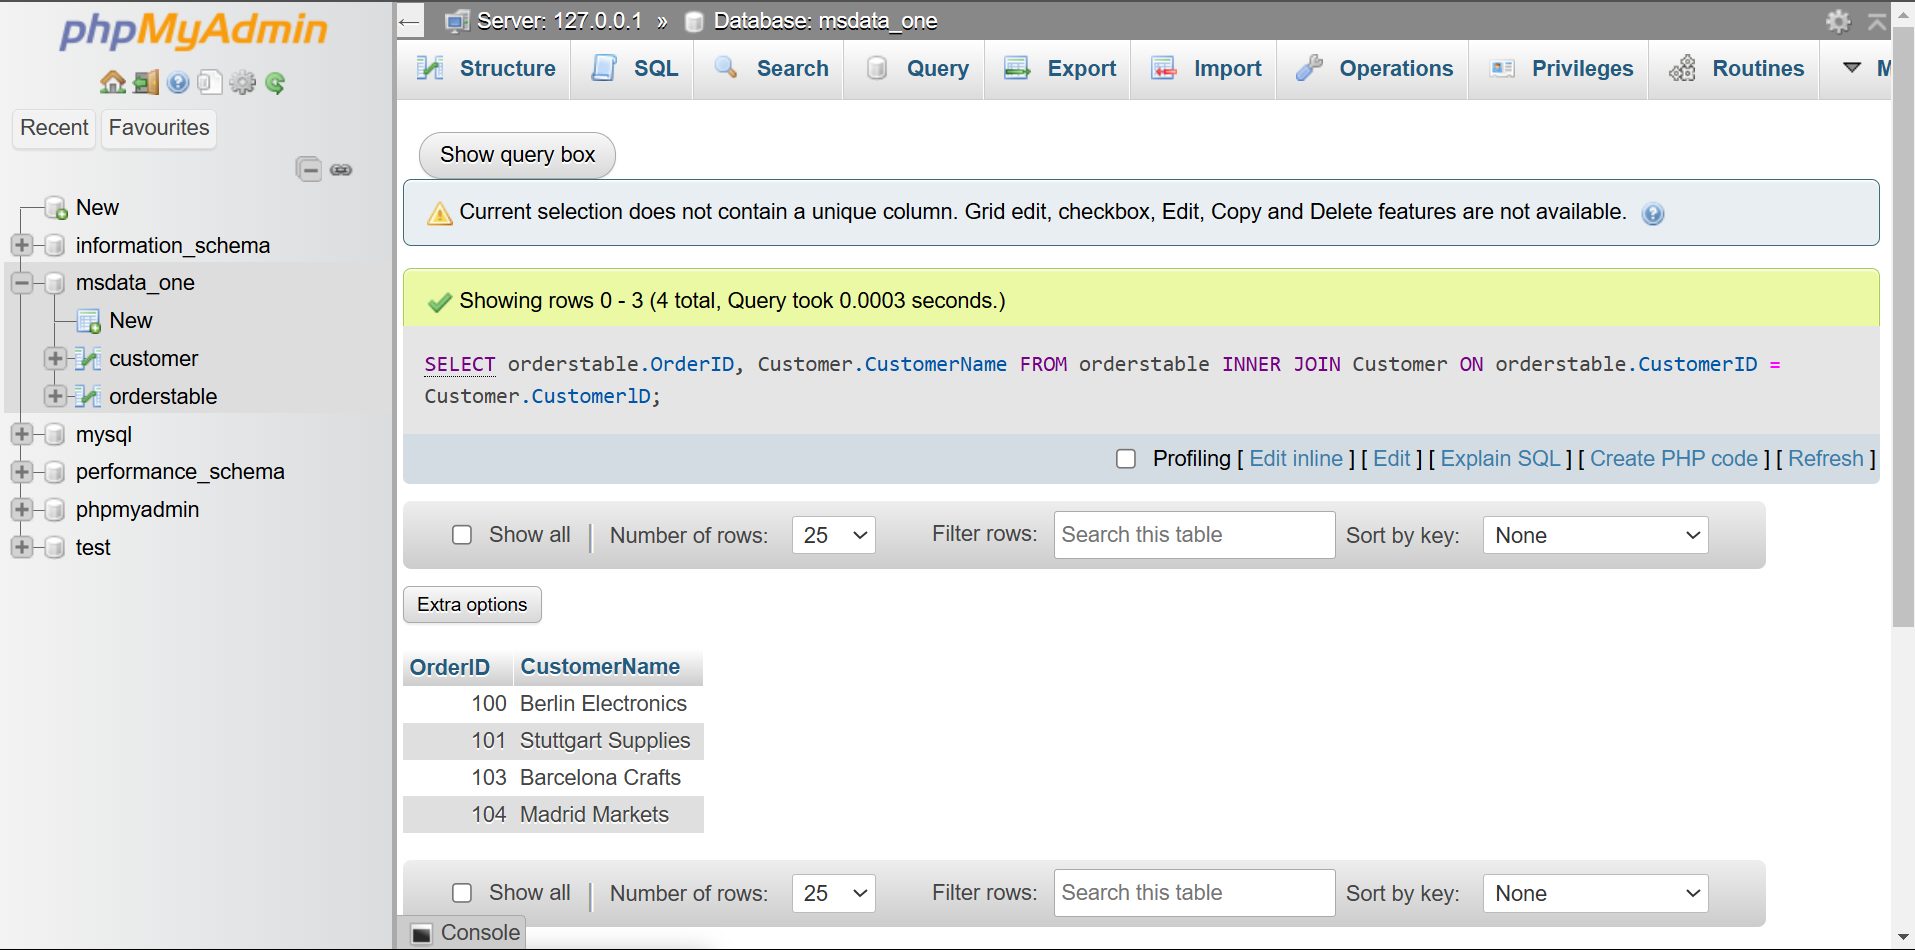 phpMyAdmin
Recent Favourites
New
information_schema
msdata_one
New
customer
orderstable
mysql
performance_schema
phpmyadmin
test
Server: 127.0.0.1 » Database: msdata_one
Structure SQL Search Query Export Import Operations Privileges Routines M
Show query box
Current selection does not contain a unique column. Grid edit, checkbox, Edit, Copy and Delete features are not available.
Showing rows 0 - 3 (4 total, Query took 0.0003 seconds.)
SELECT orderstable.OrderID, Customer.CustomerName FROM orderstable INNER JOIN Customer ON orderstable.CustomerID =
Customer.CustomerlD;
Profiling [ Edit inline ] [ Edit ] [ Explain SQL ] [ Create PHP code ] [ Refresh ]
Show all | Number of rows: 25 Filter rows: Search this table Sort by key: None
Extra options
OrderID CustomerName
100 Berlin Electronics
101 Stuttgart Supplies
103 Barcelona Crafts
104 Madrid Markets
Show all | Number of rows: 25 Filter rows: Search this table Sort by key: None
Console